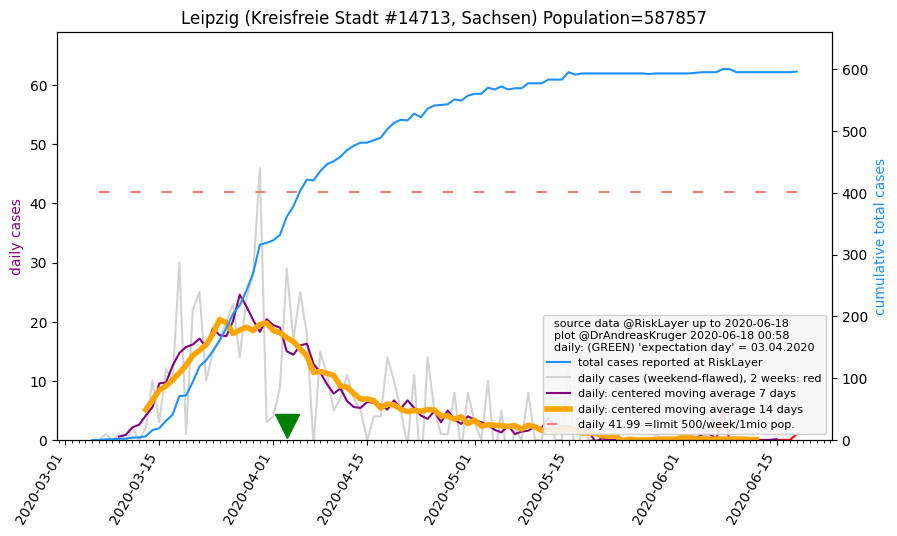 Leipzig (Kreisfreie Stadt #14713, Sachsen) Population=587857
daily cases
60
50
40
30
20
10
0
600
500
400
300
200
100
0
cumulative total cases
source data @RiskLayer up to 2020-06-18
plot @DrAndreasKruger 2020-06-18 00:58
daily: (GREEN) 'expectation day' = 03.04.2020
total cases reported at RiskLayer
daily cases (weekend-flawed), 2 weeks: red
daily: centered moving average 7 days
daily: centered moving average 14 days
daily 41.99 =limit 500/week/1mio pop.
2020-03-01
2020-03-15
2020-04-01
2020-04-15
2020-05-01
2020-05-15
2020-06-01
2020-06-15